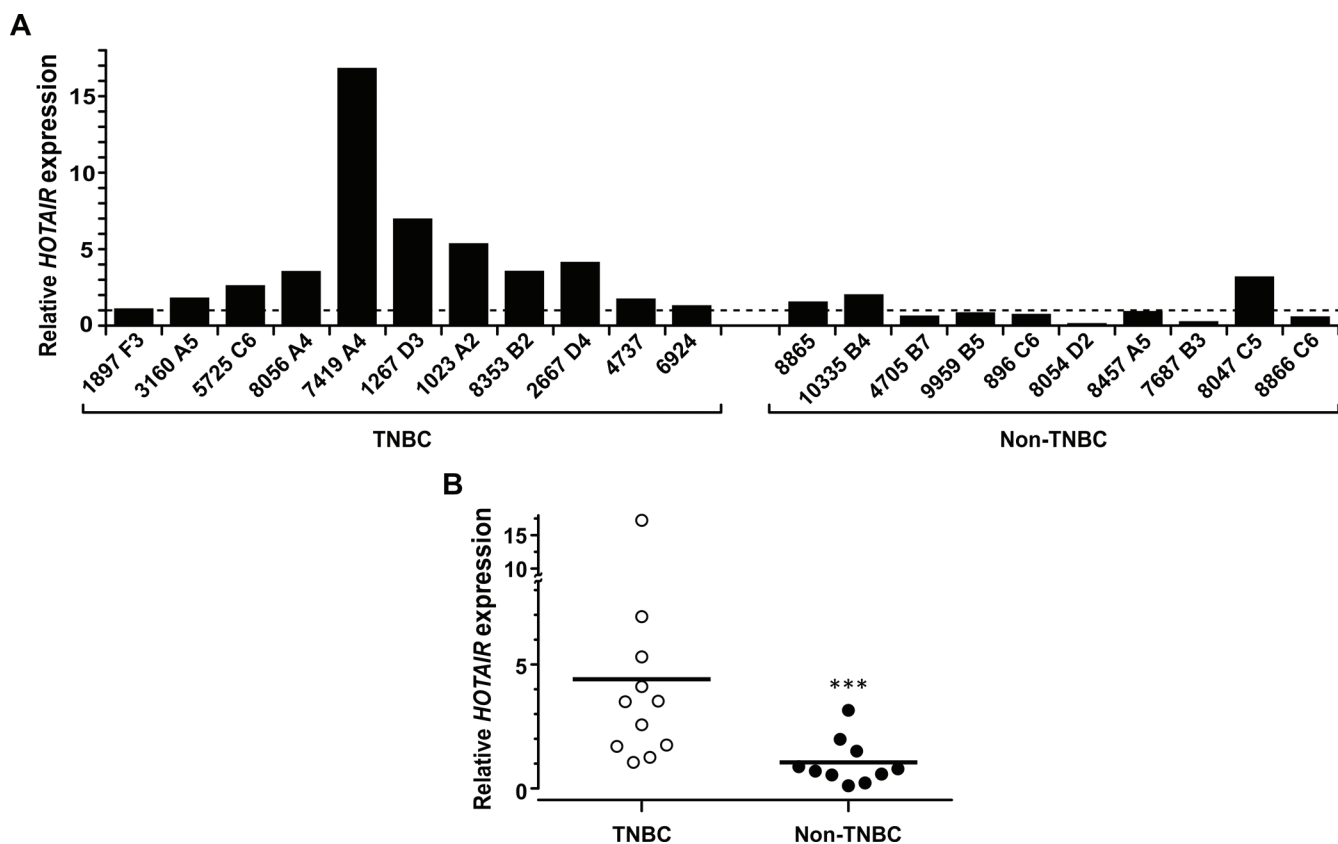 A
Relative HOTAIR expression
15
10
5
0
1897 F3
3160 A5
5725 C6
8056 A4
7419 A4
1267 D3
1023 A2
8353 B2
2667 D4
4737
6924
8865
10335 B4
4705 B7
9959 B5
896 C6
8054 D2
8457 A5
7687 B3
8047 C5
8866 C6
TNBC
Non-TNBC
B
Relative HOTAIR expression
15
10
5
0
***
TNBC
Non-TNBC